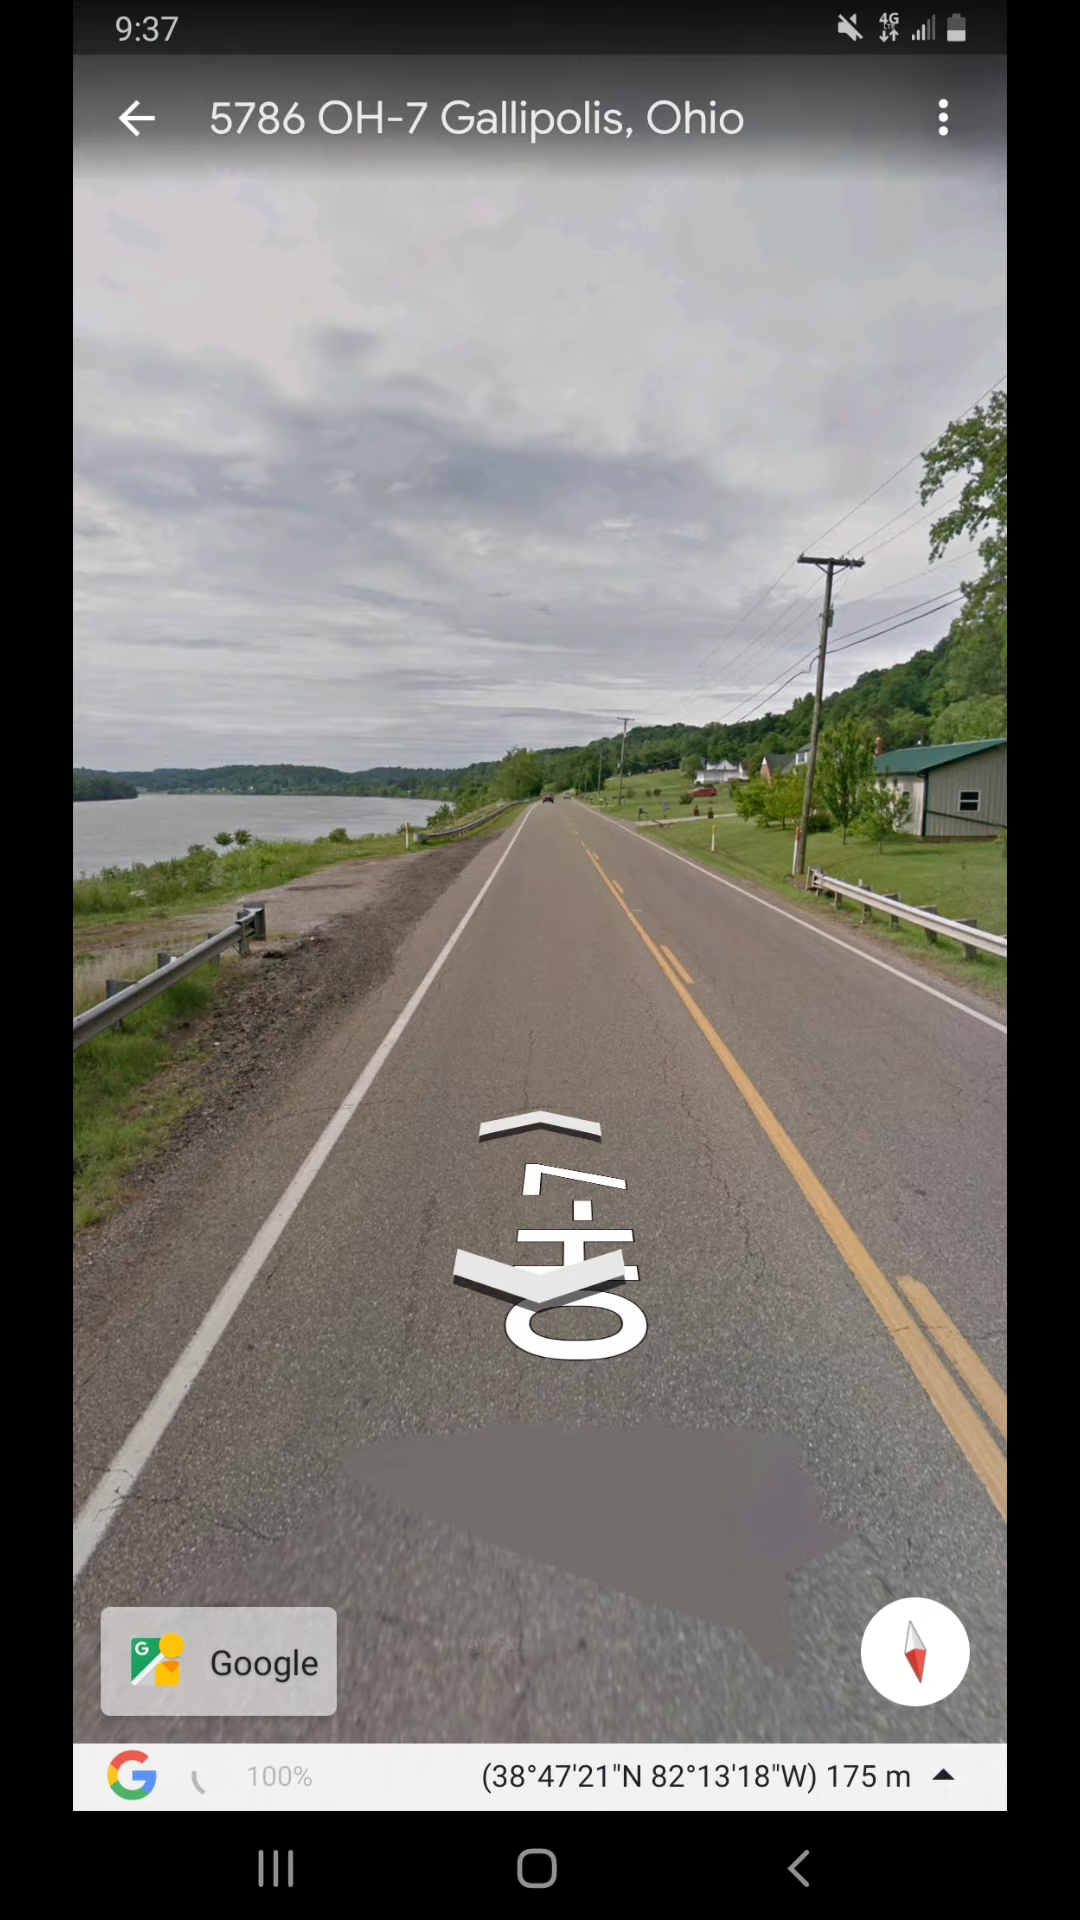 9:37
4G
LTE
5786 OH-7 Gallipolis, Ohio
OH-7
G
Google
G
100%
(38°47'21"N 82°13'18"W) 175 m